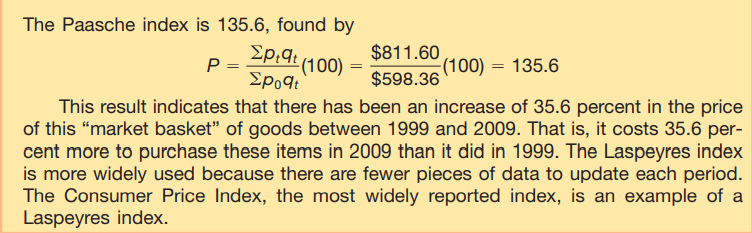 The Paasche index is 135.6, found by
P = Σpₜqₜ/Σp₀qₜ (100) = $811.60/$598.36 (100) = 135.6
This result indicates that there has been an increase of 35.6 percent in the price
of this “market basket” of goods between 1999 and 2009. That is, it costs 35.6 per-
cent more to purchase these items in 2009 than it did in 1999. The Laspeyres index
is more widely used because there are fewer pieces of data to update each period.
The Consumer Price Index, the most widely reported index, is an example of a
Laspeyres index.